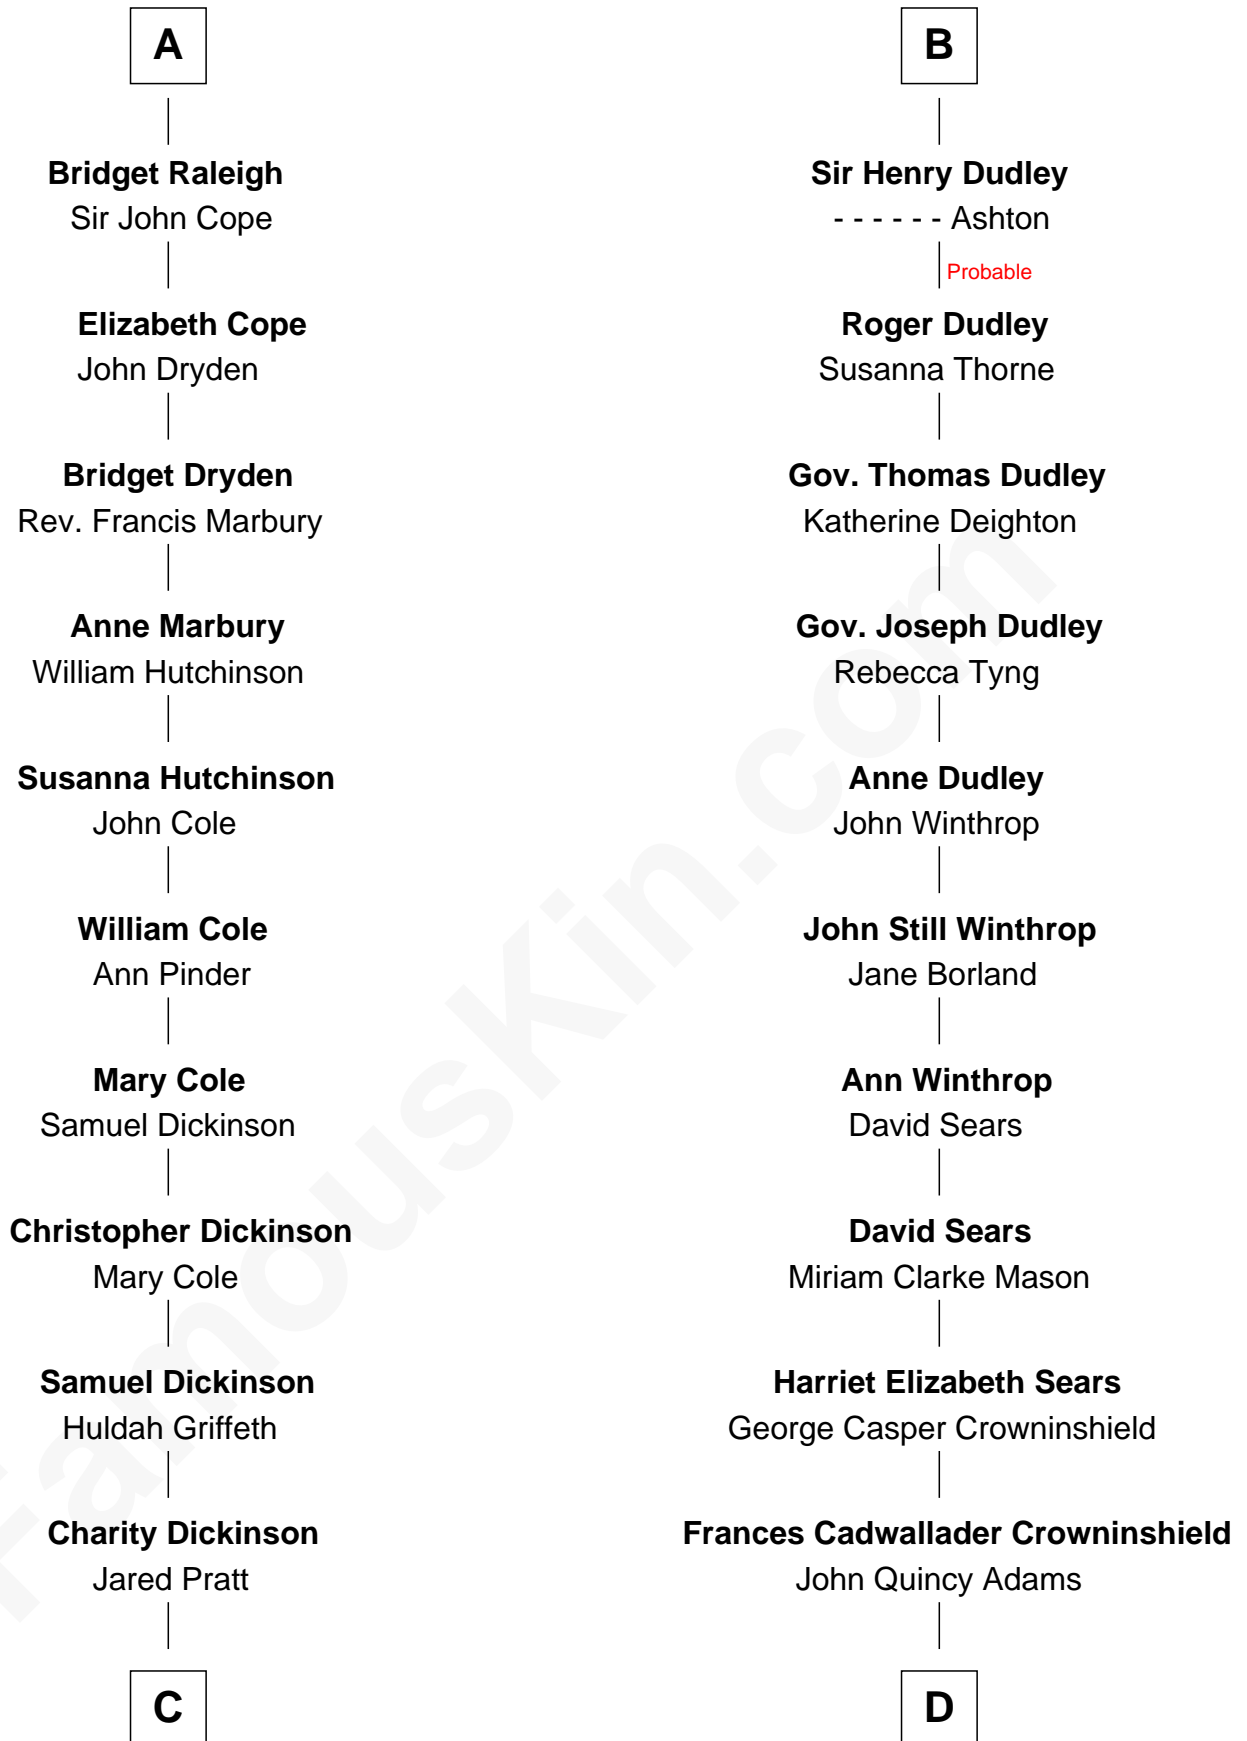 A
Bridget Raleigh
Sir John Cope
Elizabeth Cope
John Dryden
Bridget Dryden
Rev. Francis Marbury
Anne Marbury
William Hutchinson
Susanna Hutchinson
John Cole
William Cole
Ann Pinder
Mary Cole
Samuel Dickinson
Christopher Dickinson
Mary Cole
Samuel Dickinson
Huldah Griffeth
Charity Dickinson
Jared Pratt
C
B
Sir Henry Dudley
- - - - - - Ashton
Probable
Roger Dudley
Susanna Thorne
Gov. Thomas Dudley
Katherine Deighton
Gov. Joseph Dudley
Rebecca Tyng
Anne Dudley
John Winthrop
John Still Winthrop
Jane Borland
Ann Winthrop
David Sears
David Sears
Miriam Clarke Mason
Harriet Elizabeth Sears
George Casper Crowninshield
Frances Cadwallader Crowninshield
John Quincy Adams
D
FamousKin.com